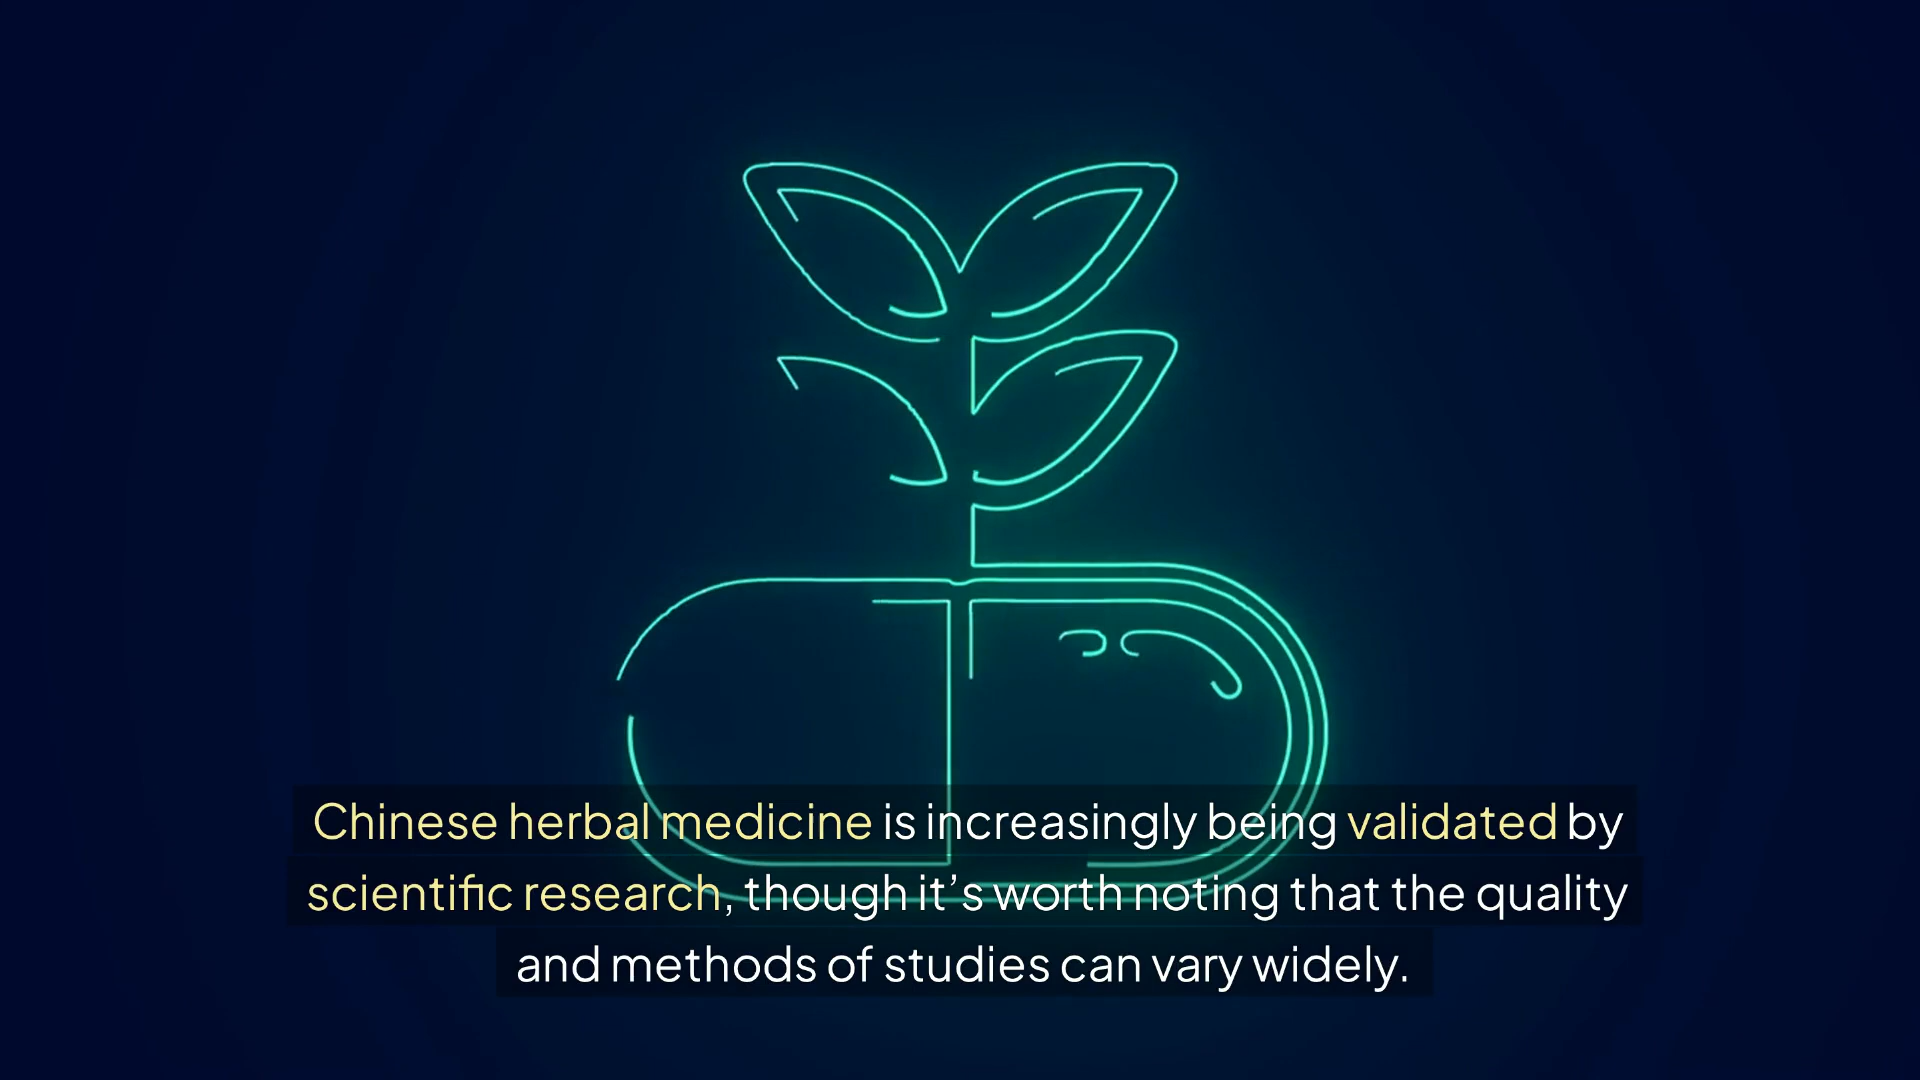 Chinese herbal medicine is increasingly being validated by
scientific research, though it’s worth noting that the quality
and methods of studies can vary widely.